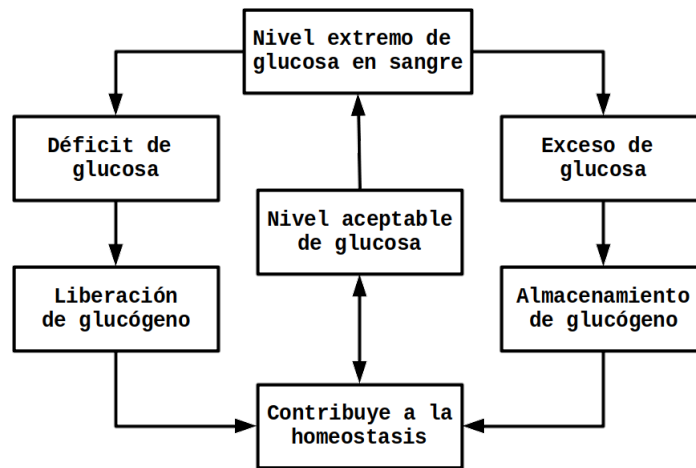 Nivel extremo de
glucosa en sangre
Déficit de
glucosa
Exceso de
glucosa
Nivel aceptable
de glucosa
Liberación
de glucógeno
Almacenamiento
de glucógeno
Contribuye a la
homeostasis